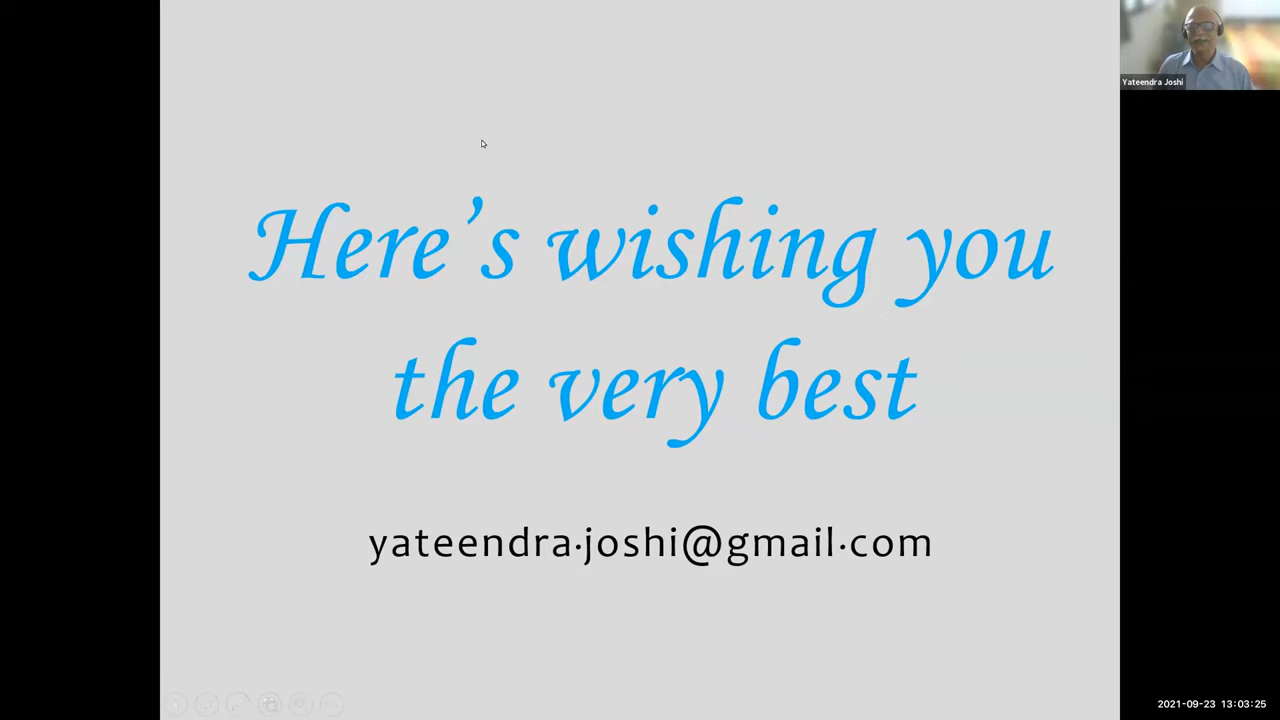 Yateendra Joshi
Here’s wishing you
the very best
yateendra·joshi@gmail·com
2021-09-23 13:03:25